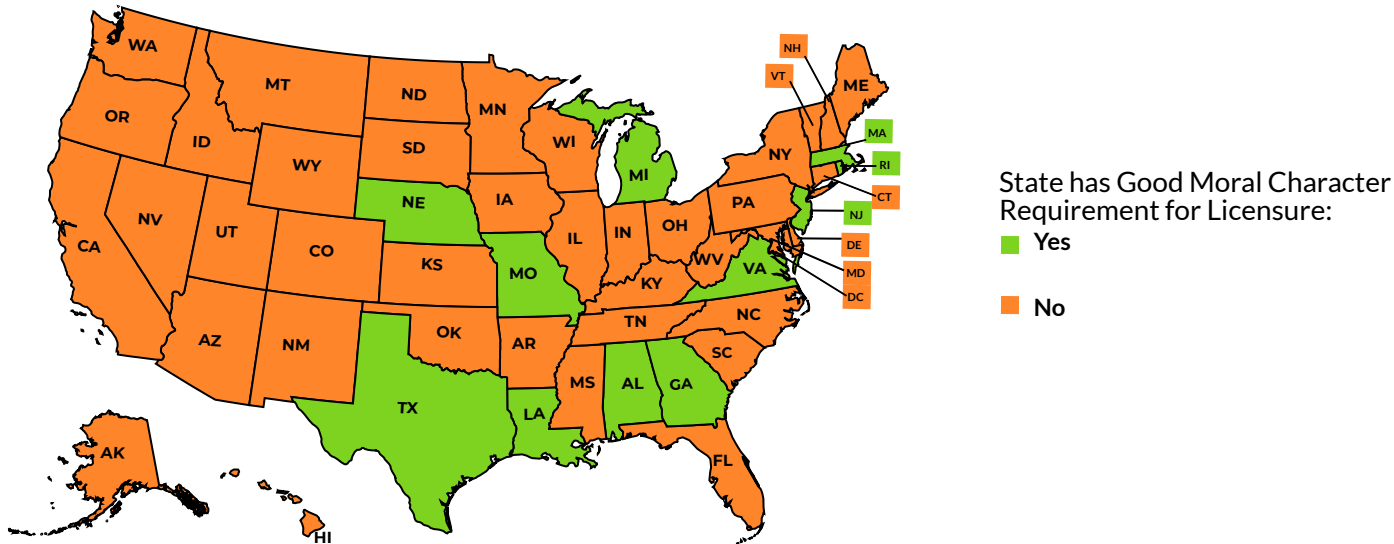 NH
WA
VT
ME
MT
ND
MN
OR
MA
ID
SD
WI
NY
RI
WY
MI
CT
NE
IA
PA
NJ
NV
OH
UT
IL
IN
CA
CO
WV
DE
KS
MO
VA
MD
KY
DC
NC
TN
OK
AZ
NM
AR
SC
MS
AL
GA
TX
LA
AK
FL
HI
State has Good Moral Character
Requirement for Licensure:
Yes
No